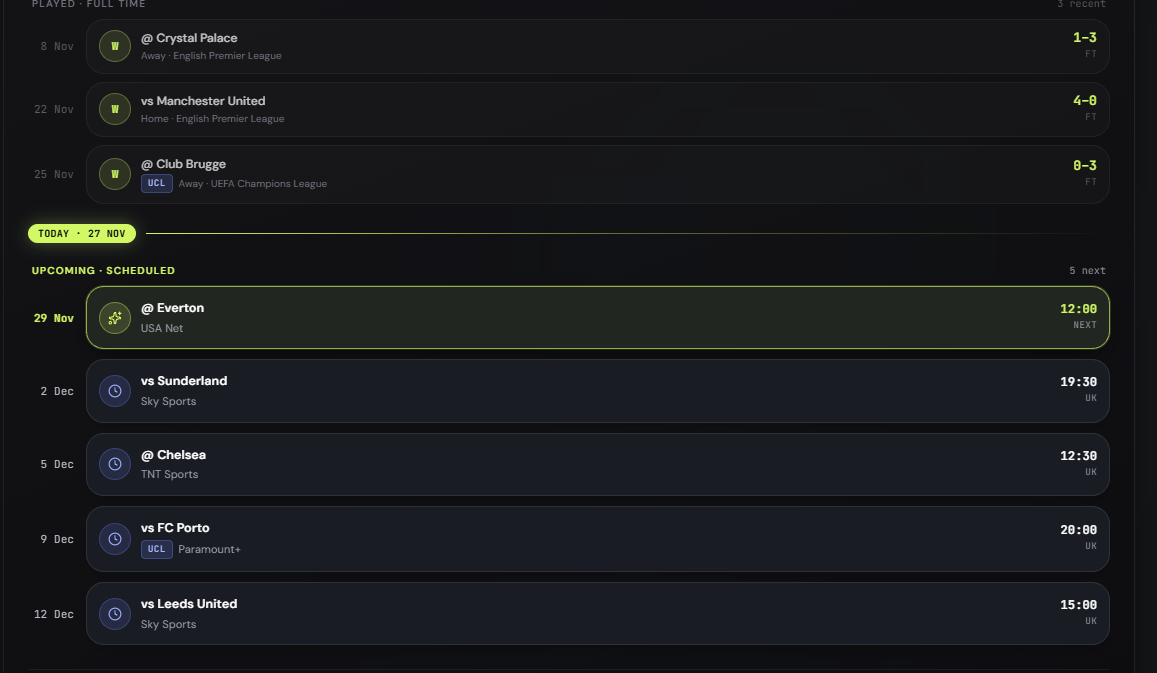 PLAYED · FULL TIME
3 recent
8 Nov
W
@ Crystal Palace
Away · English Premier League
1–3
FT
22 Nov
W
vs Manchester United
Home · English Premier League
4–0
FT
25 Nov
W
@ Club Brugge
UCL Away · UEFA Champions League
0–3
FT
TODAY · 27 NOV
UPCOMING · SCHEDULED
5 next
29 Nov
@ Everton
USA Net
12:00
NEXT
2 Dec
vs Sunderland
Sky Sports
19:30
UK
5 Dec
@ Chelsea
TNT Sports
12:30
UK
9 Dec
vs FC Porto
UCL Paramount+
20:00
UK
12 Dec
vs Leeds United
Sky Sports
15:00
UK